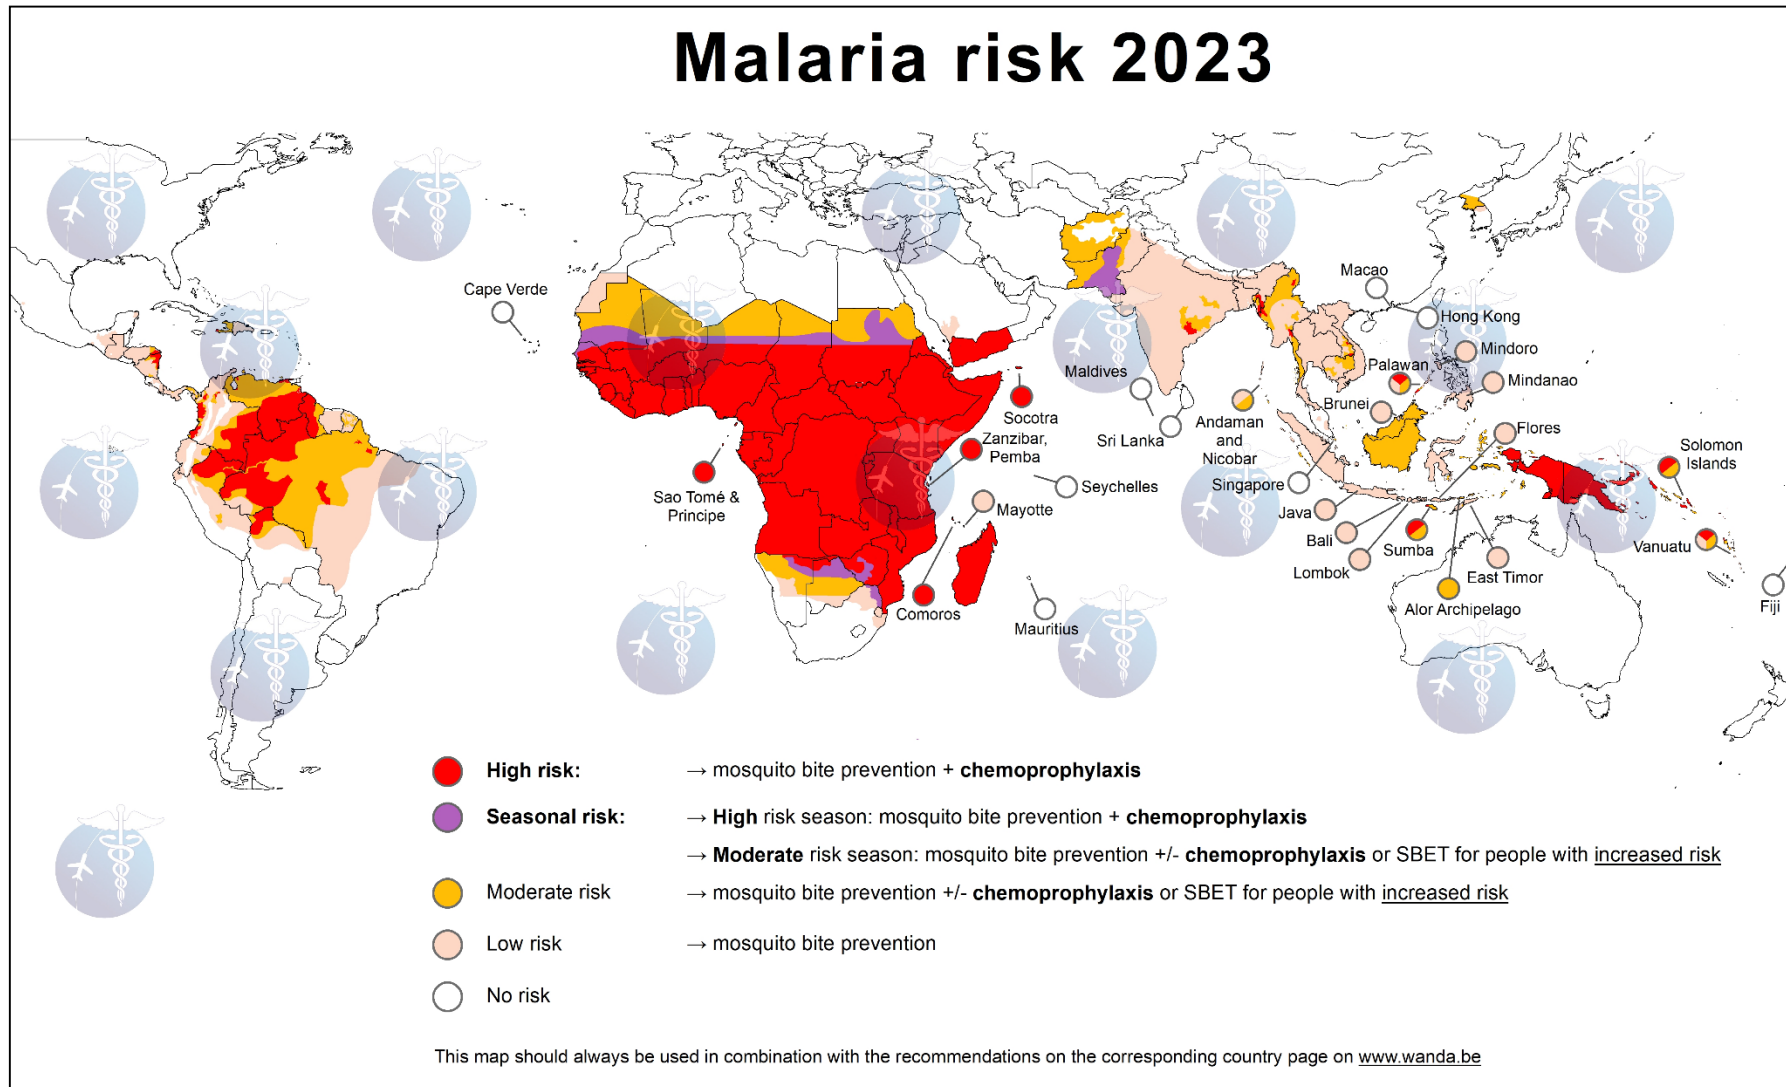 Malaria risk 2023
Cape Verde
Macao
Hong Kong
Mindoro
Palawan
Mindanao
Maldives
Brunei
Socotra
Sri Lanka
Andaman
and
Nicobar
Flores
Zanzibar,
Pemba
Solomon
Islands
Sao Tomé &
Principe
Seychelles
Singapore
Mayotte
Java
Bali
Sumba
Vanuatu
Lombok
East Timor
Alor Archipelago
Comoros
Mauritius
Fiji
High risk: → mosquito bite prevention + chemoprophylaxis
Seasonal risk: → High risk season: mosquito bite prevention + chemoprophylaxis
→ Moderate risk season: mosquito bite prevention +/- chemoprophylaxis or SBET for people with increased risk
Moderate risk → mosquito bite prevention +/- chemoprophylaxis or SBET for people with increased risk
Low risk → mosquito bite prevention
No risk
This map should always be used in combination with the recommendations on the corresponding country page on www.wanda.be